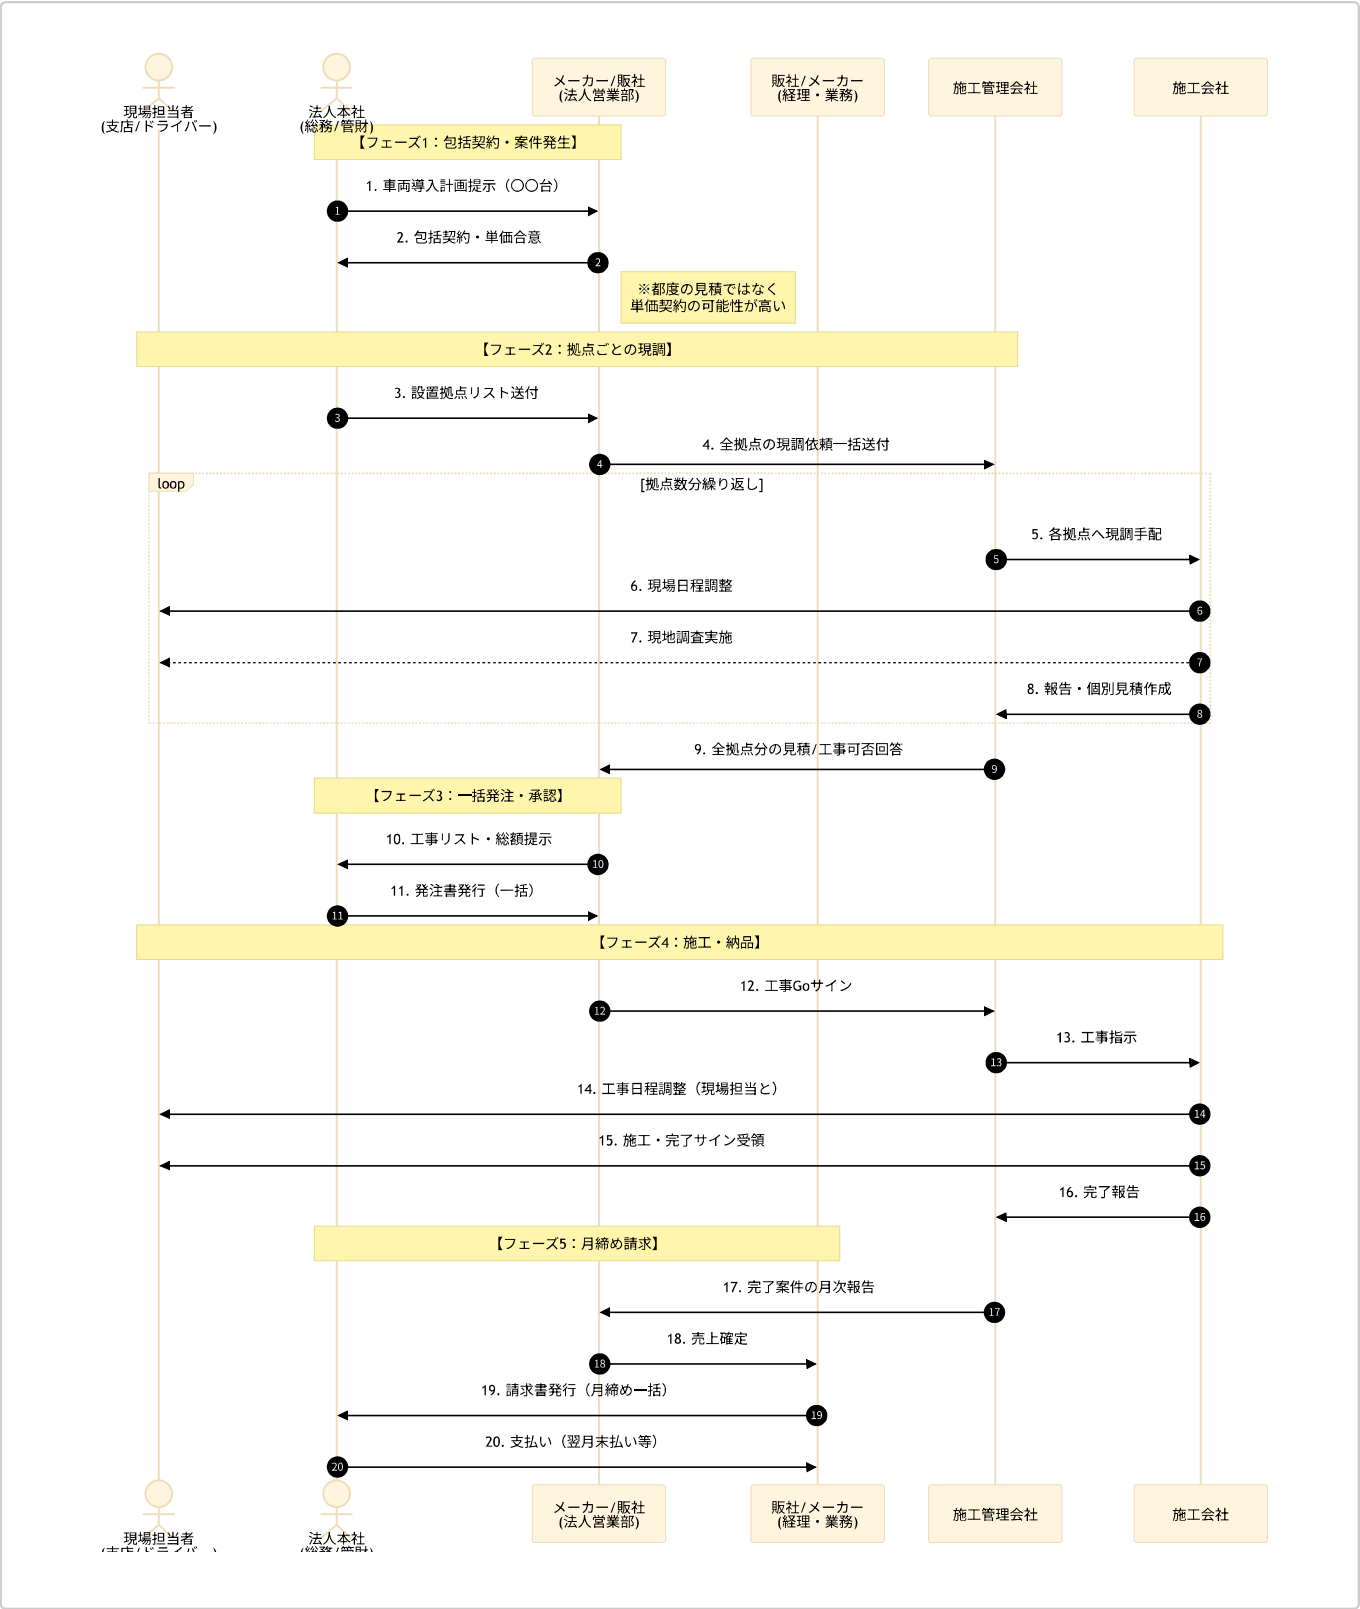 現場担当者
(支店/ドライバー)
法人本社
(総務/管財)
メーカー/販社
(法人営業部)
販社/メーカー
(経理・業務)
施工管理会社
施工会社
【フェーズ1：包括契約・案件発生】
1. 車両導入計画提示（〇〇台）
1
2. 包括契約・単価合意
2
※都度の見積ではなく
単価契約の可能性が高い
【フェーズ2：拠点ごとの現調】
3. 設置拠点リスト送付
3
4. 全拠点の現調依頼一括送付
4
loop
[拠点数分繰り返し]
5. 各拠点へ現調手配
5
6. 現場日程調整
6
7. 現地調査実施
7
8. 報告・個別見積作成
8
9. 全拠点分の見積/工事可否回答
9
【フェーズ3：一括発注・承認】
10. 工事リスト・総額提示
10
11. 発注書発行（一括）
11
【フェーズ4：施工・納品】
12. 工事Goサイン
12
13. 工事指示
13
14. 工事日程調整（現場担当と）
14
15. 施工・完了サイン受領
15
16. 完了報告
16
【フェーズ5：月締め請求】
17. 完了案件の月次報告
17
18. 売上確定
18
19. 請求書発行（月締め一括）
19
20. 支払い（翌月末払い等）
20
現場担当者
(支店/ドライバー)
法人本社
(総務/管財)
メーカー/販社
(法人営業部)
販社/メーカー
(経理・業務)
施工管理会社
施工会社